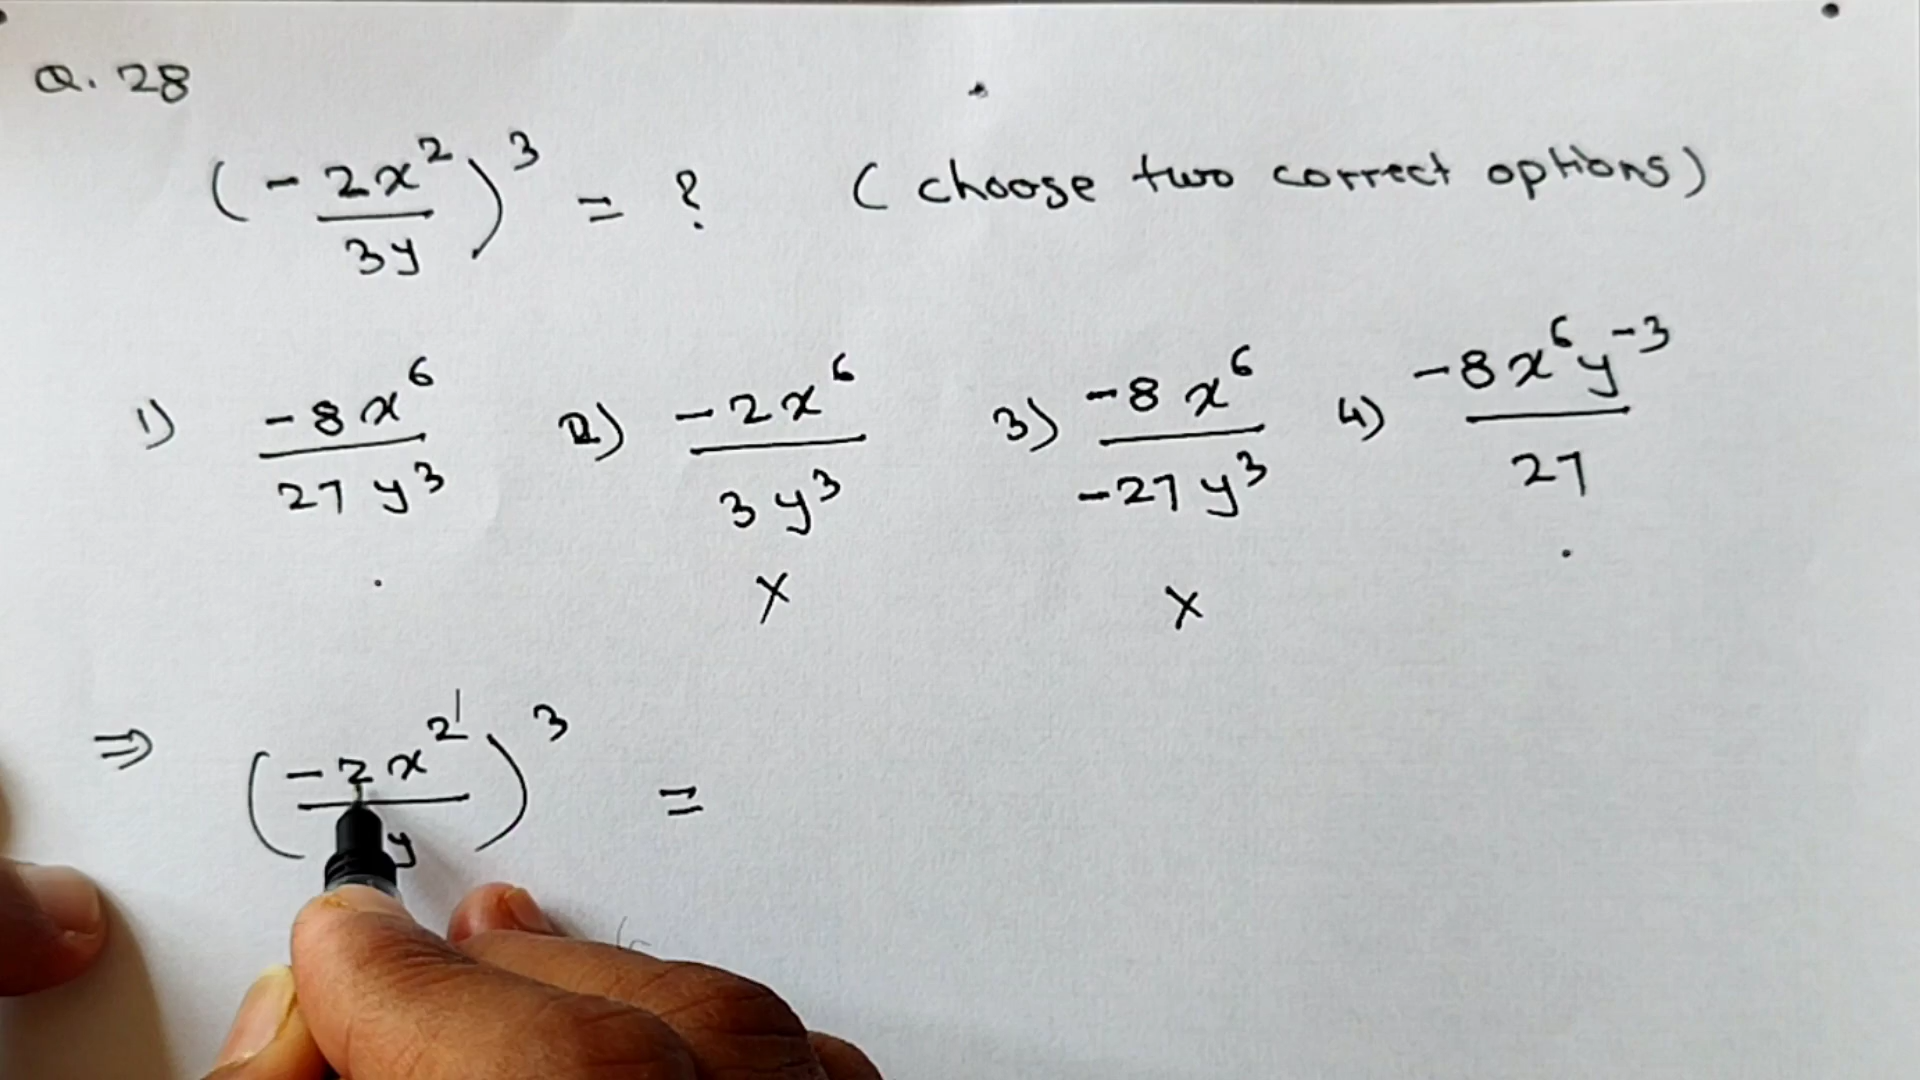 Q. 28
(-2x²/3y)³ = ? (choose two correct options)
1) -8x⁶/27y³ 2) -2x⁶/3y³ 3) -8x⁶/-27y³ 4) -8x⁶y⁻³/27
. X X .
⇒ (-2x²/y)³ =